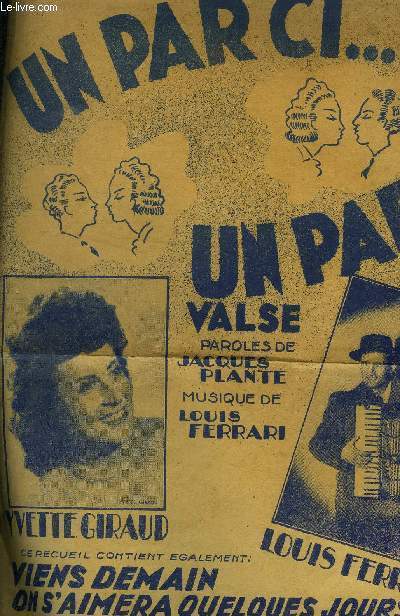 Le-Livre.com
UN PAR CI...
UN PAR
VALSE
PAROLES DE
JACQUES
PLANTE
MUSIQUE DE
LOUIS
FERRARI
YVETTE GIRAUD
LOUIS FERR
CE RECUEIL CONTIENT EGALEMENT:
VIENS DEMAIN
ON S'AIMERA QUELQUES JOURS